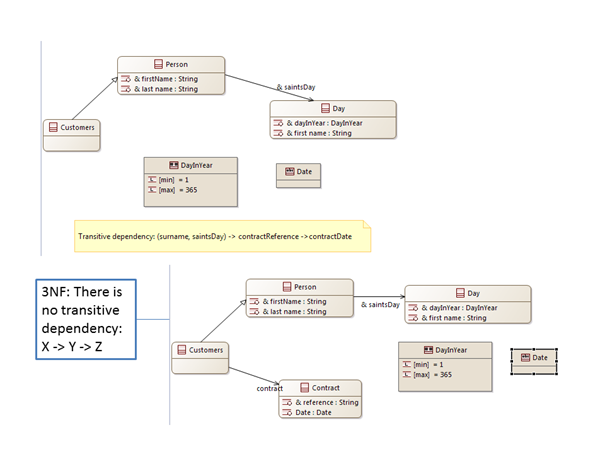 Person
& firstName : String
& last name : String
& saintsDay
Day
& dayInYear : DayInYear
& first name : String
Customers
DayInYear
[min] = 1
[max] = 365
Date
Transitive dependency: (surname, saintsDay) -> contractReference ->contractDate
3NF: There is
no transitive
dependency:
X -> Y -> Z
Person
& firstName : String
& last name : String
& saintsDay
Day
& dayInYear : DayInYear
& first name : String
Customers
DayInYear
[min] = 1
[max] = 365
Date
contract
Contract
& reference : String
Date : Date